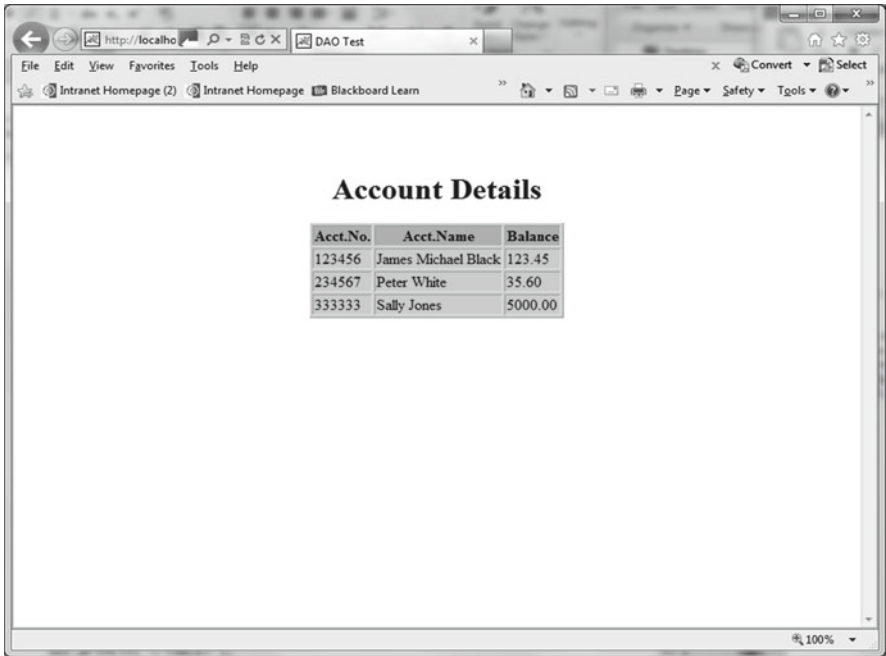 http://localho
DAO Test
File Edit View Favorites Tools Help
x Convert Select
Intranet Homepage (2) Intranet Homepage Blackboard Learn
Page Safety Tools
Account Details
Acct.No. Acct.Name Balance
123456 James Michael Black 123.45
234567 Peter White 35.60
333333 Sally Jones 5000.00
100%